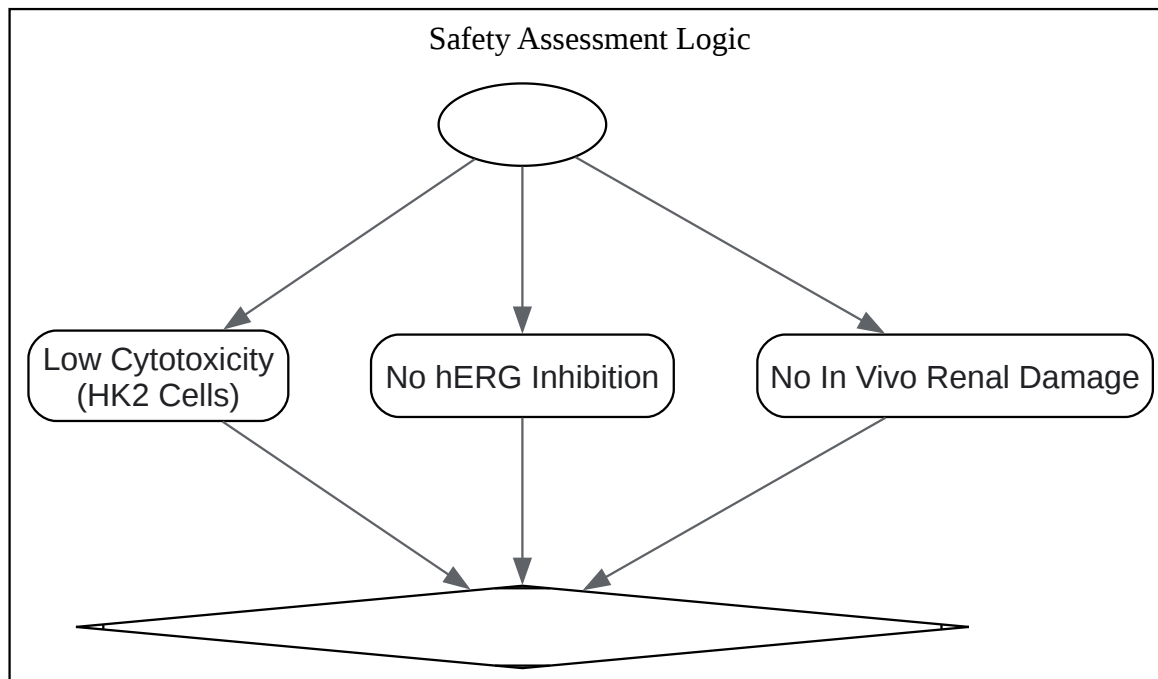 Safety Assessment Logic
Low Cytotoxicity
(HK2 Cells)
No hERG Inhibition
No In Vivo Renal Damage